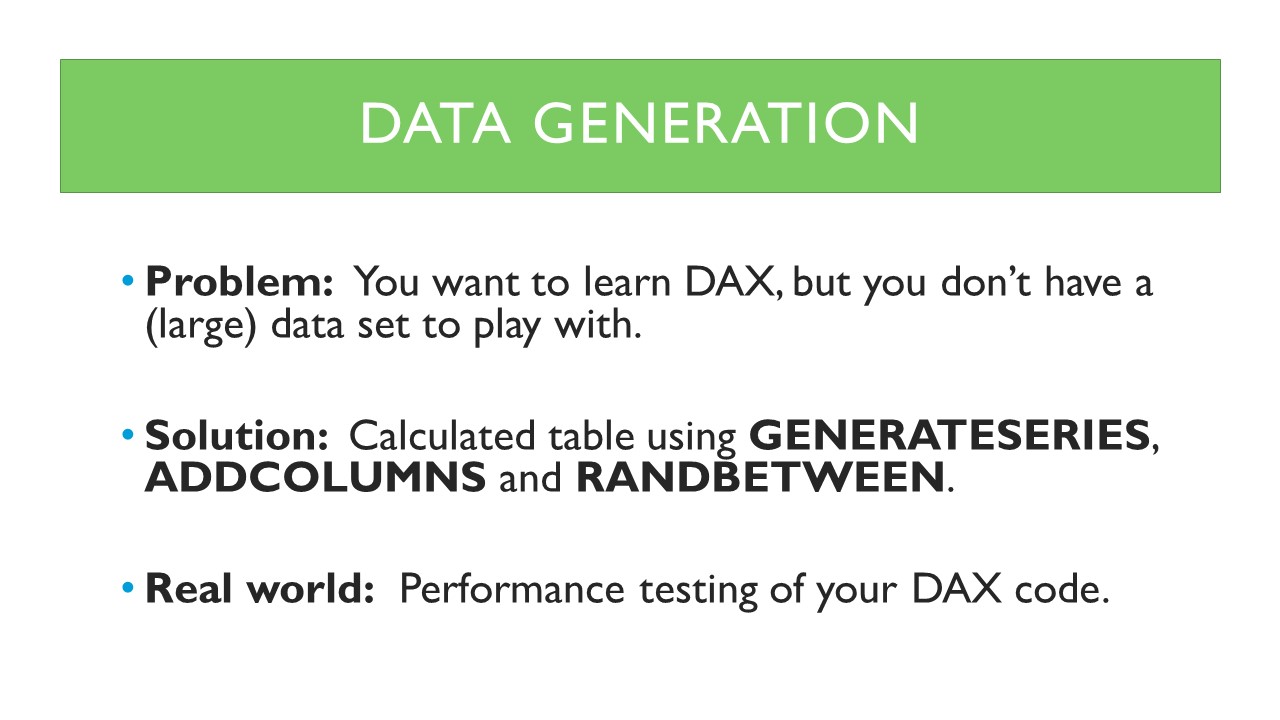 DATA GENERATION
• Problem: You want to learn DAX, but you don’t have a
(large) data set to play with.
• Solution: Calculated table using GENERATESERIES,
ADDCOLUMNS and RANDBETWEEN.
• Real world: Performance testing of your DAX code.